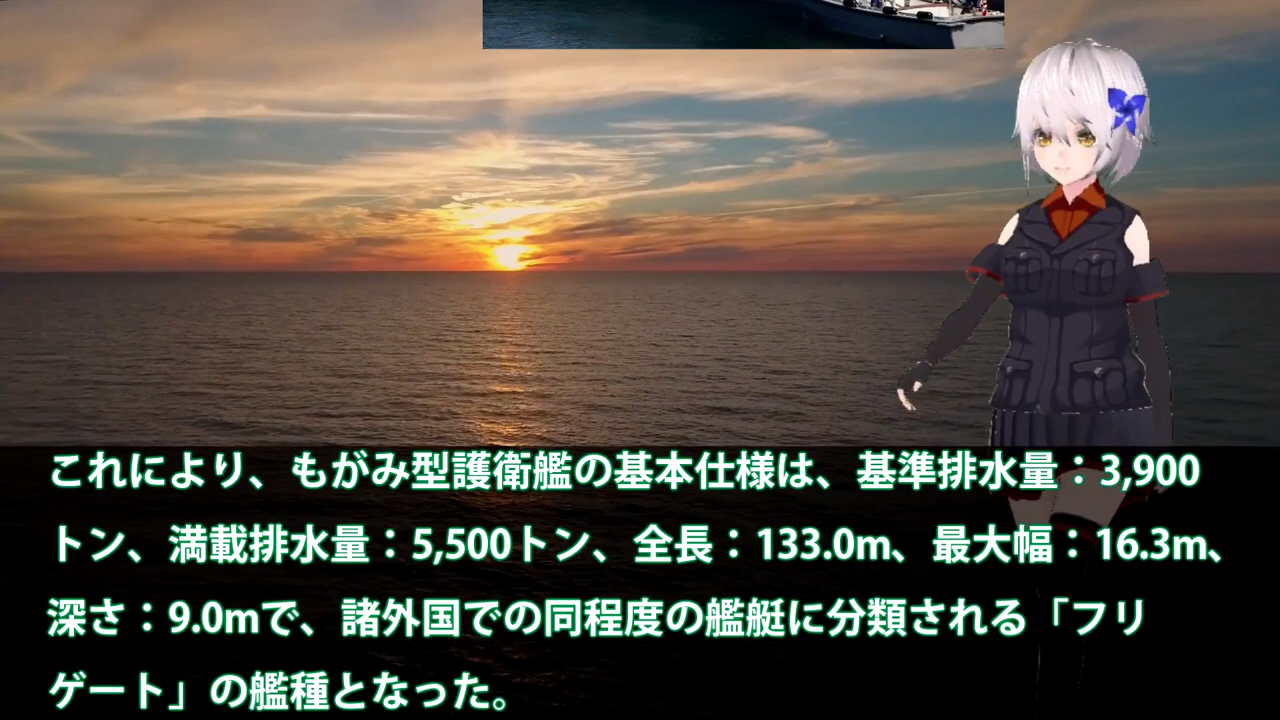 これにより、もがみ型護衛艦の基本仕様は、基準排水量：3,900
トン、満載排水量：5,500トン、全長：133.0m、最大幅：16.3m、
深さ：9.0mで、諸外国での同程度の艦艇に分類される「フリ
ゲート」の艦種となった。